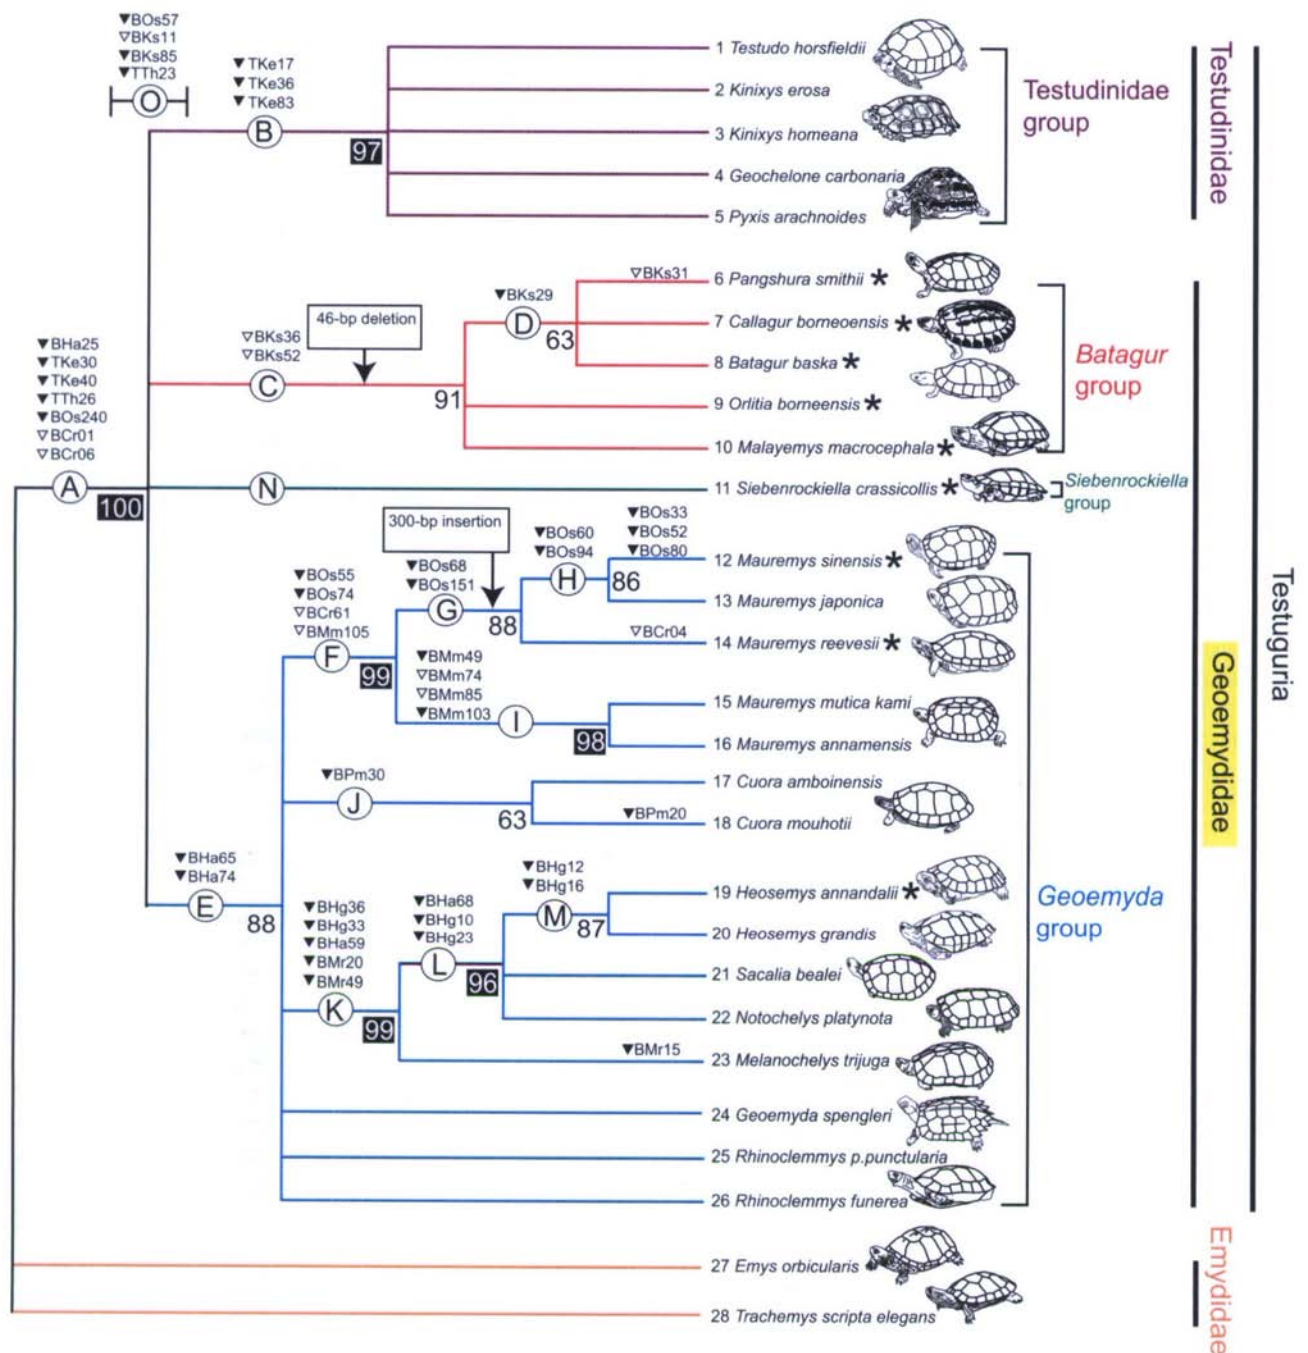 ▼BOs57
▽BKs11
▼BKs85
▼TTh23
O
▼TKe17
▼TKe36
▼TKe83
B
97
1 Testudo horsfieldii
2 Kinixys erosa
3 Kinixys homeana
4 Geochelone carbonaria
5 Pyxis arachnoides
Testudinidae
group
Testudinidae
▽BKs36
▽BKs52
C
46-bp deletion
91
▼BKs29
D
63
▽BKs31
6 Pangshura smithii *
7 Callagur borneoensis *
8 Batagur baska *
9 Orlitia borneensis *
10 Malayemys macrocephala *
Batagur
group
▼BHa25
▼TKe30
▼TKe40
▼TTh26
▼BOs240
▽BCr01
▽BCr06
A
100
N
11 Siebenrockiella crassicollis *
Siebenrockiella
group
▼BOs55
▼BOs74
▽BCr61
▽BMm105
F
99
300-bp insertion
▼BOs68
▼BOs151
G
88
▼BOs60
▼BOs94
H
86
▼BOs33
▼BOs52
▼BOs80
12 Mauremys sinensis *
13 Mauremys japonica
▽BCr04
14 Mauremys reevesii *
▼BMm49
▽BMm74
▽BMm85
▼BMm103
I
98
15 Mauremys mutica kami
16 Mauremys annamensis
▼BPm30
J
63
17 Cuora amboinensis
▼BPm20
18 Cuora mouhotii
▼BHa65
▼BHa74
E
88
▼BHg36
▼BHg33
▼BHa59
▼BMr20
▼BMr49
K
99
▼BHa68
▼BHg10
▼BHg23
L
96
▼BHg12
▼BHg16
M
87
19 Heosemys annandalii *
20 Heosemys grandis
21 Sacalia bealei
22 Notochelys platynota
▼BMr15
23 Melanochelys trijuga
24 Geoemyda spengleri
25 Rhinoclemmys p.punctularia
26 Rhinoclemmys funerea
Geoemyda
group
Geoemydidae
Testuguria
27 Emys orbicularis
28 Trachemys scripta elegans
Emydidae